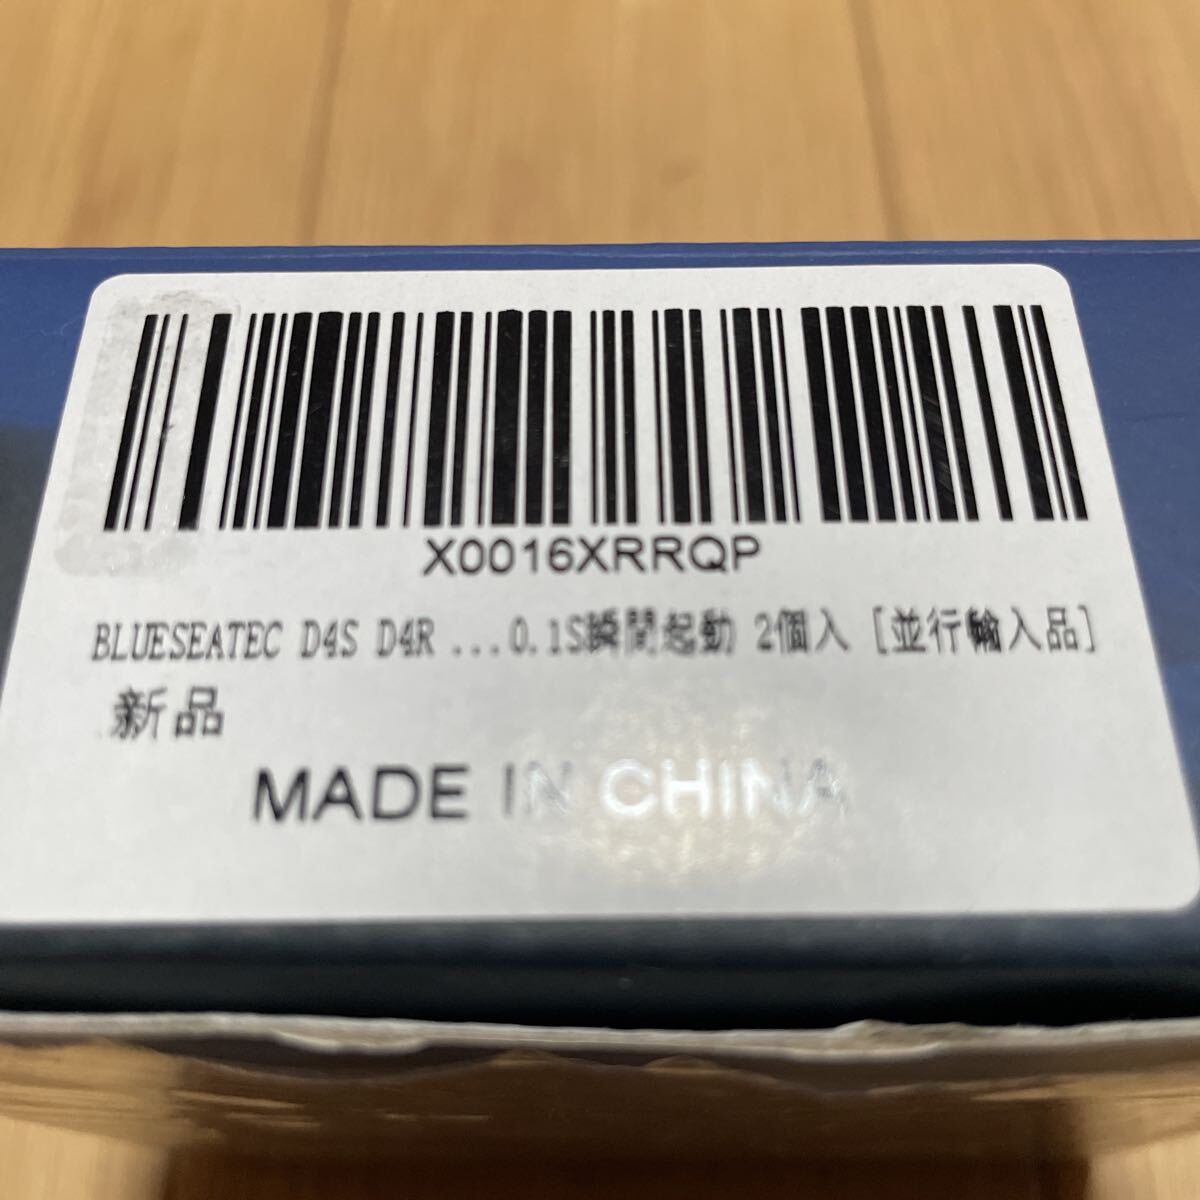 X0016XRRQP
BLUESEATEC D4S D4R ...0.1S瞬間起動 2個入 [並行輸入品]
新品
MADE IN CHINA